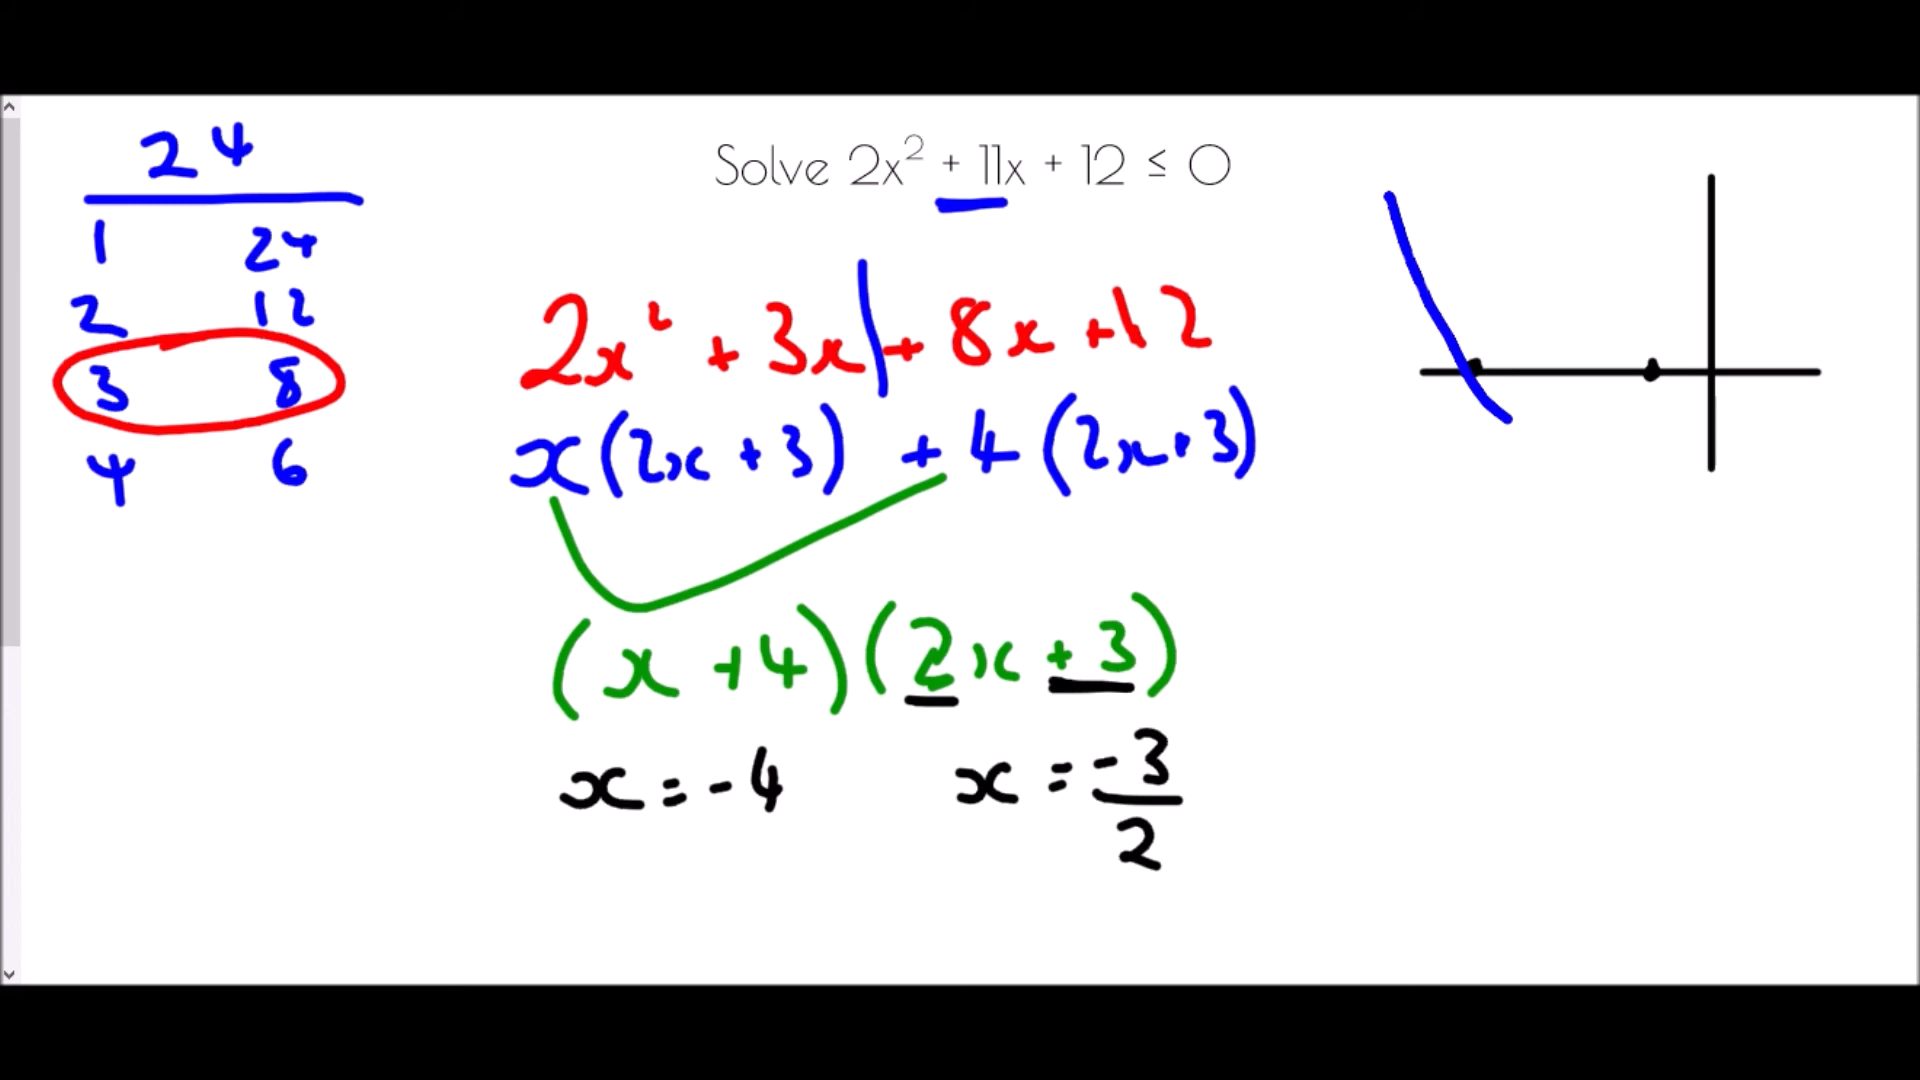 Solve 2x² + 11x + 12 ≤ 0
24
1 24
2 12
3 8
4 6
2x² + 3x + 8x + 12
x(2x + 3) + 4(2x + 3)
(x + 4)(2x + 3)
x = -4 x = -3/2